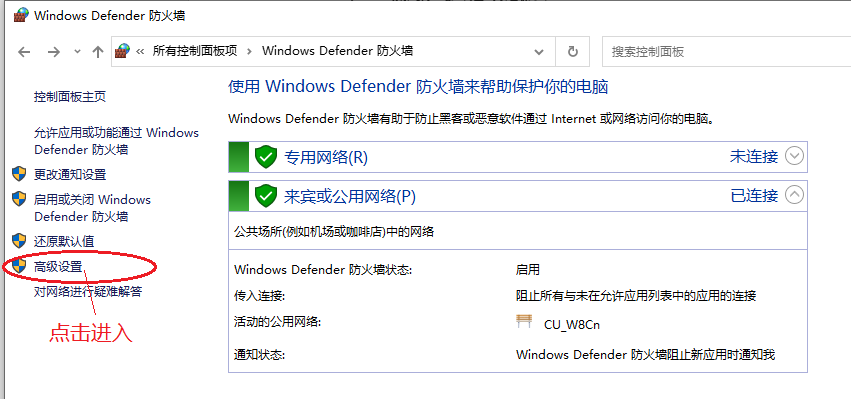 Windows Defender 防火墙
« 所有控制面板项 › Windows Defender 防火墙
搜索控制面板
控制面板主页
允许应用或功能通过 Windows
Defender 防火墙
更改通知设置
启用或关闭 Windows
Defender 防火墙
还原默认值
高级设置
对网络进行疑难解答
点击进入
使用 Windows Defender 防火墙来帮助保护你的电脑
Windows Defender 防火墙有助于防止黑客或恶意软件通过 Internet 或网络访问你的电脑。
专用网络(R) 未连接
来宾或公用网络(P) 已连接
公共场所(例如机场或咖啡店)中的网络
Windows Defender 防火墙状态: 启用
传入连接: 阻止所有与未在允许应用列表中的应用的连接
活动的公用网络: CU_W8Cn
通知状态: Windows Defender 防火墙阻止新应用时通知我